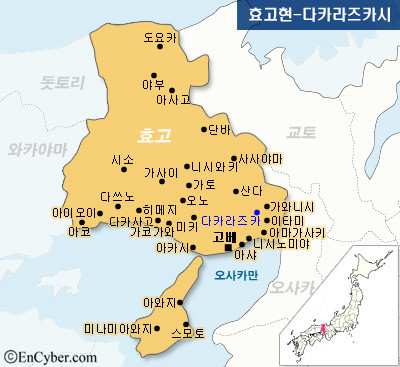 효고현-다카라즈카시
도요카
돗토리
야부
아사고
효고
단바
교토
와카야마
시소
사사야마
니시와키
가사이
가토
산다
다쓰노
오노
가와니시
아이오이
히메지
다카라즈카
이타미
아코
다카사고
미키
가코가와
고베
야마가사키
니시노미야
아카시
아샤
오사카만
오사카
아와지
미나미아와지
스모토
©EnCyber.com